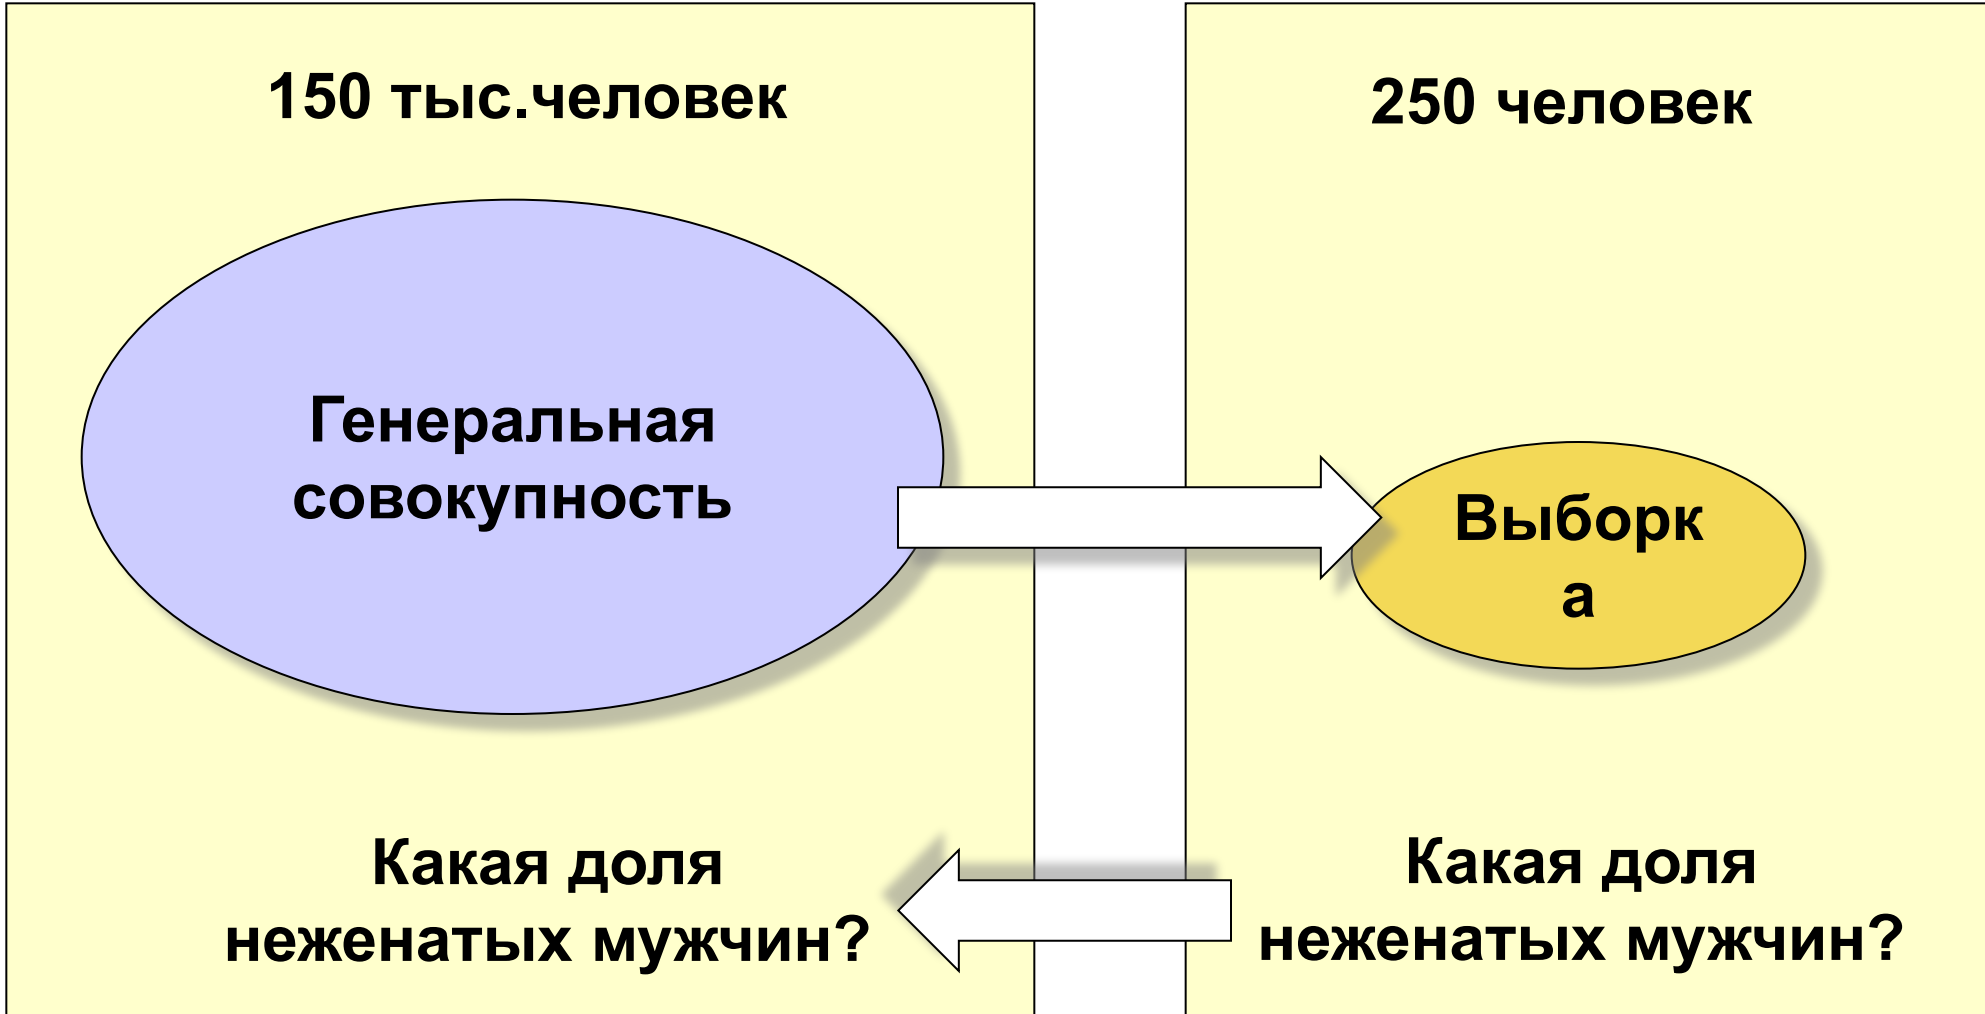 150 тыс.человек
Генеральная
совокупность
Какая доля
неженатых мужчин?
250 человек
Выборк
а
Какая доля
неженатых мужчин?